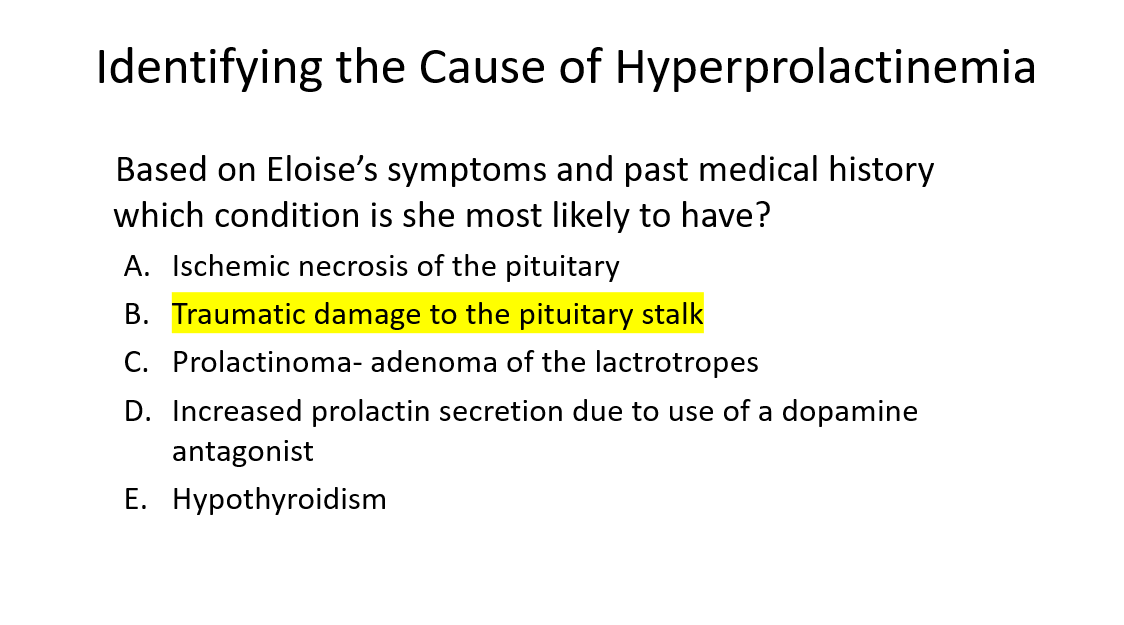 Identifying the Cause of Hyperprolactinemia
Based on Eloise’s symptoms and past medical history
which condition is she most likely to have?
A. Ischemic necrosis of the pituitary
B. Traumatic damage to the pituitary stalk
C. Prolactinoma- adenoma of the lactrotropes
D. Increased prolactin secretion due to use of a dopamine
antagonist
E. Hypothyroidism